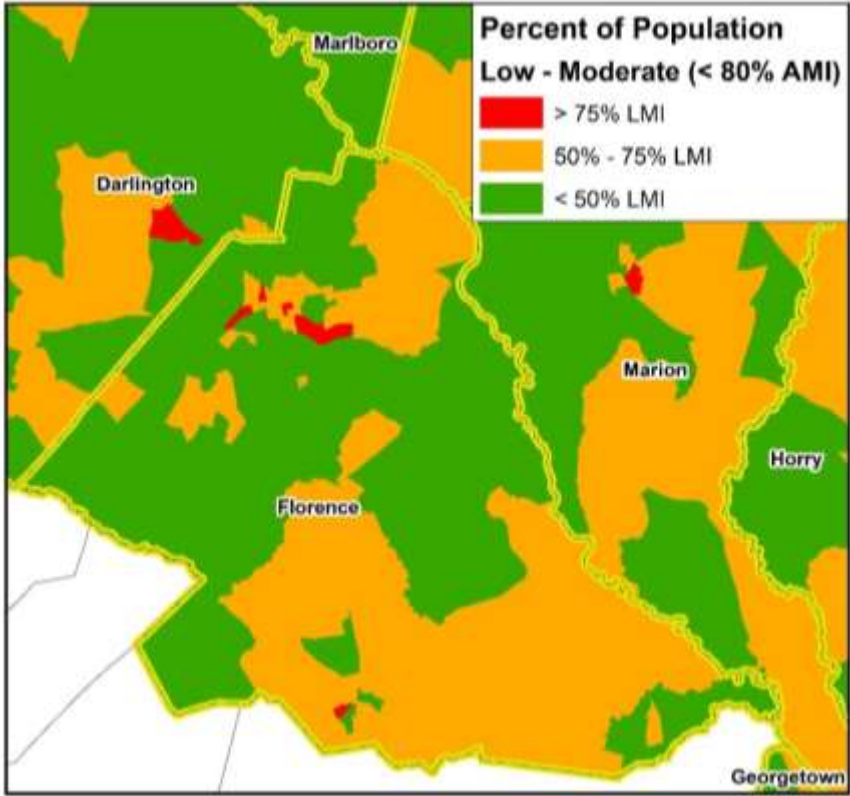 Percent of Population
Low - Moderate (< 80% AMI)
> 75% LMI
50% - 75% LMI
< 50% LMI
Marlboro
Darlington
Marion
Horry
Florence
Georgetown